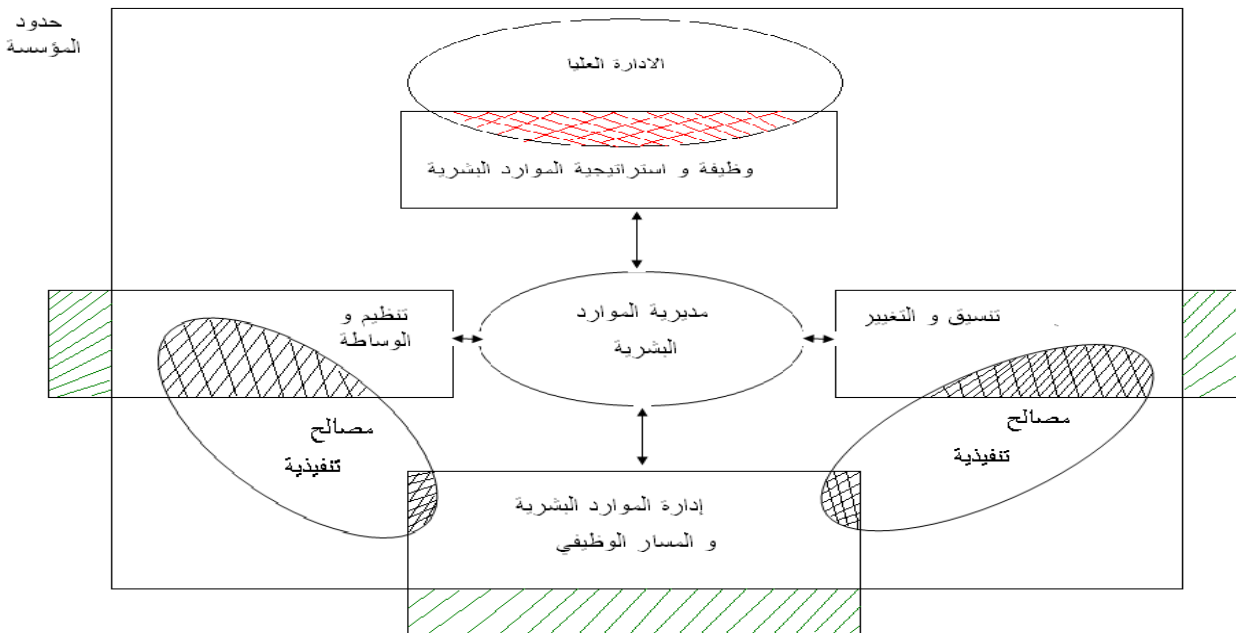 حدود
المؤسسة
الادارة العليا
وظيفة و استراتيجية الموارد البشرية
تنظيم و
الوساطة
مديرية الموارد
البشرية
تنسيق و التغيير
مصالح
تنفيذية
مصالح
تنفيذية
إدارة الموارد البشرية
و المسار الوظيفي